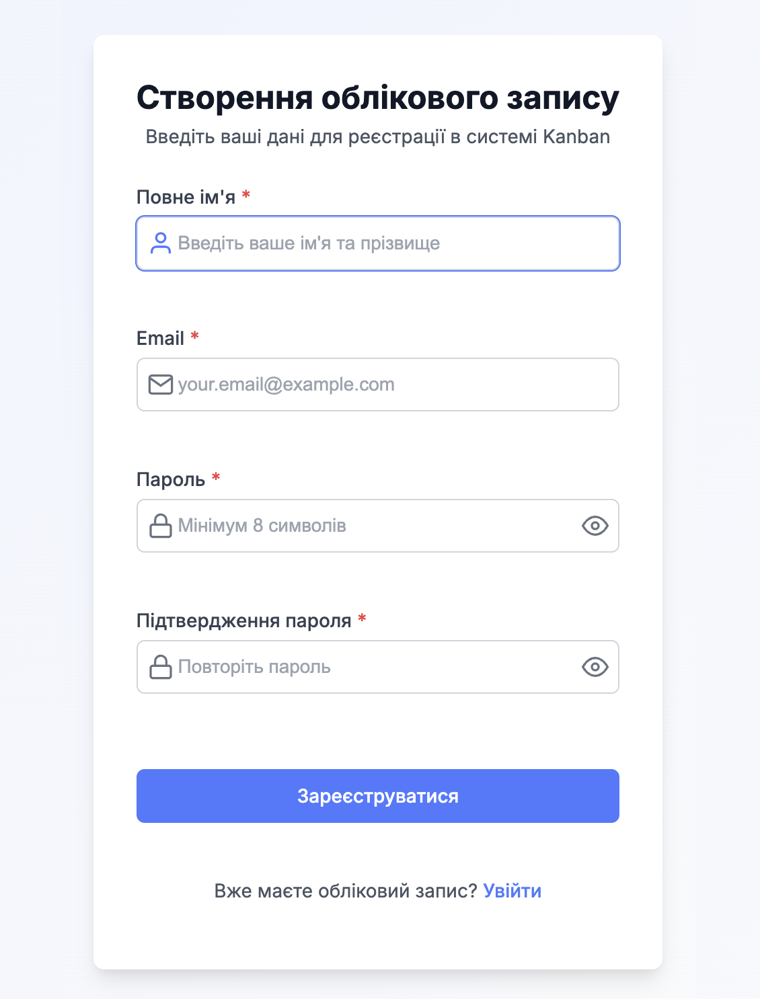 Створення облікового запису
Введіть ваші дані для реєстрації в системі Kanban
Повне ім'я *
Введіть ваше ім'я та прізвище
Email *
your.email@example.com
Пароль *
Мінімум 8 символів
Підтвердження пароля *
Повторіть пароль
Зареєструватися
Вже маєте обліковий запис? Увійти